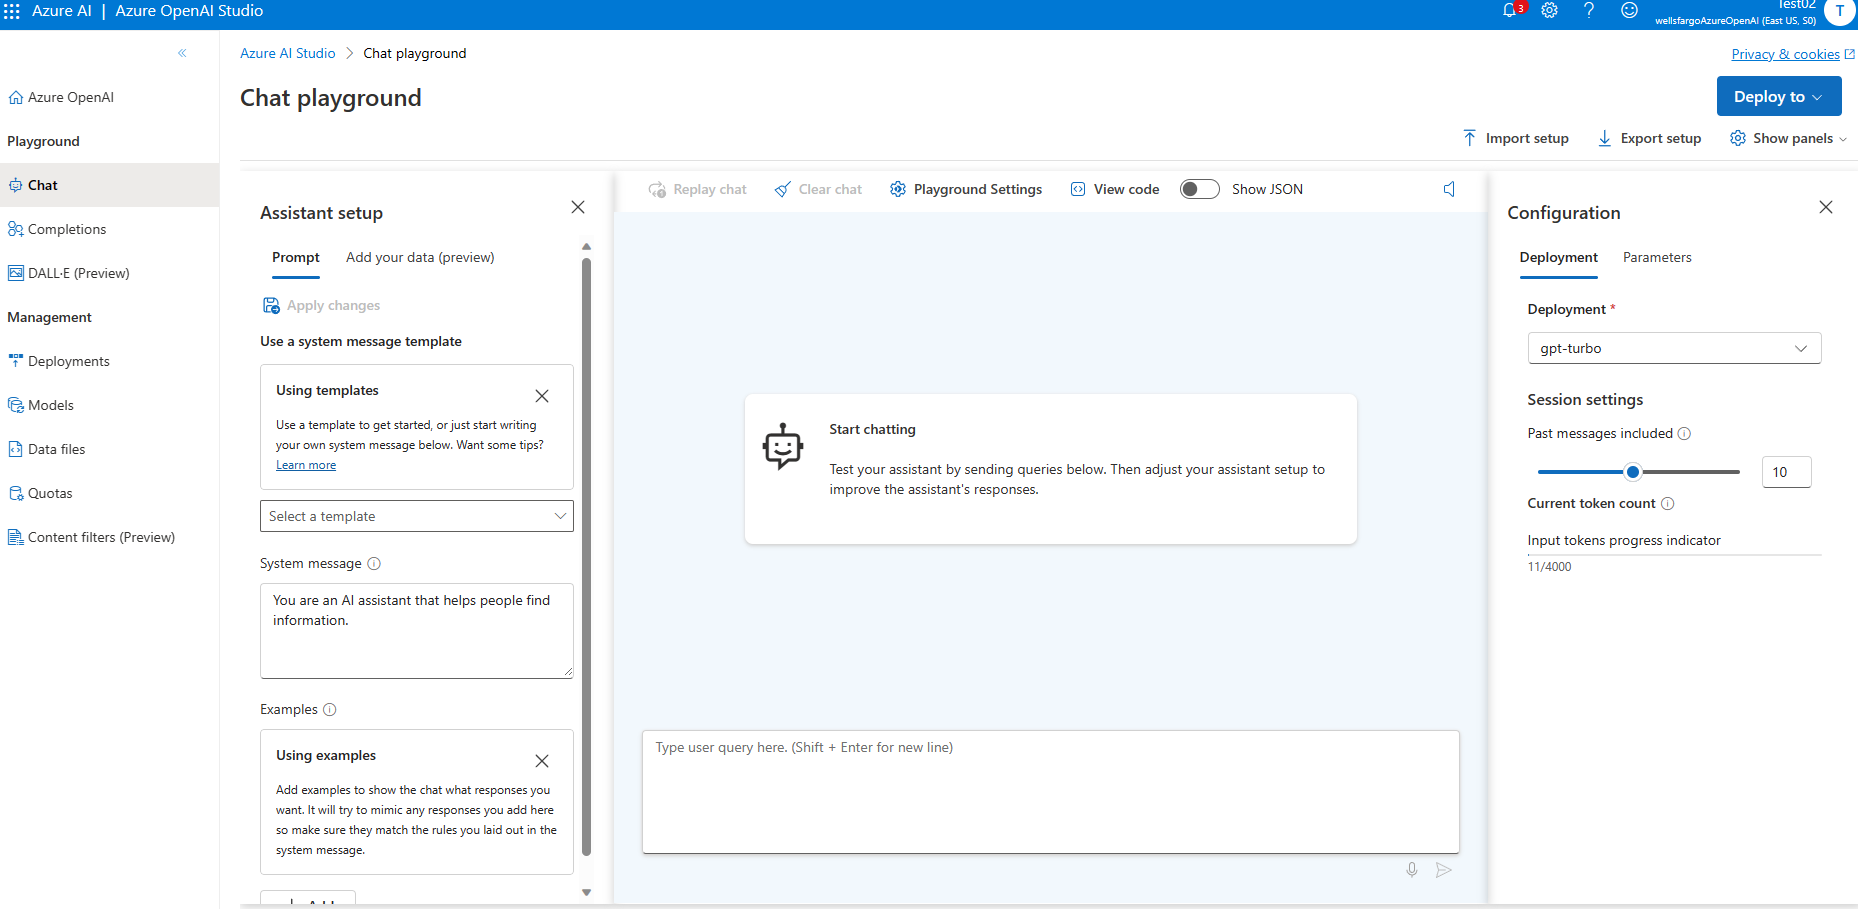 Azure AI | Azure OpenAI Studio
3
?
Test02
wellsfargoAzureOpenAI (East US, S0)
T
Azure AI Studio > Chat playground
Privacy & cookies
Chat playground
Deploy to
Import setup
Export setup
Show panels
Azure OpenAI
Playground
Chat
Completions
DALL·E (Preview)
Management
Deployments
Models
Data files
Quotas
Content filters (Preview)
Assistant setup
Prompt
Add your data (preview)
Apply changes
Use a system message template
Using templates
Use a template to get started, or just start writing
your own system message below. Want some tips?
Learn more
Select a template
System message
You are an AI assistant that helps people find
information.
Examples
Using examples
Add examples to show the chat what responses you
want. It will try to mimic any responses you add here
so make sure they match the rules you laid out in the
system message.
Replay chat
Clear chat
Playground Settings
View code
Show JSON
Start chatting
Test your assistant by sending queries below. Then adjust your assistant setup to
improve the assistant's responses.
Type user query here. (Shift + Enter for new line)
Configuration
Deployment
Parameters
Deployment *
gpt-turbo
Session settings
Past messages included
10
Current token count
Input tokens progress indicator
11/4000